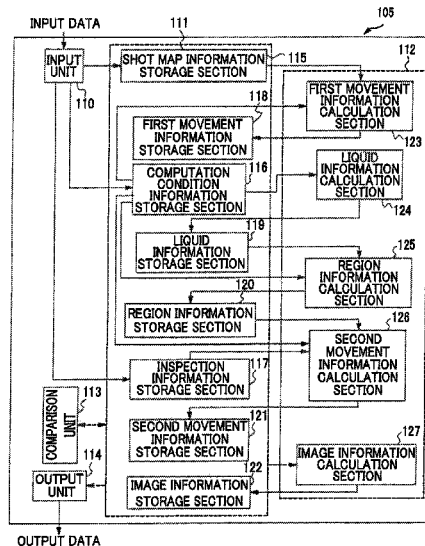 INPUT DATA
105
111
112
INPUT
UNIT
110
SHOT MAP INFORMATION
STORAGE SECTION
115
FIRST MOVEMENT
INFORMATION
CALCULATION
SECTION
123
118
FIRST MOVEMENT
INFORMATION
STORAGE SECTION
116
COMPUTATION
CONDITION
INFORMATION
STORAGE SECTION
LIQUID
INFORMATION
CALCULATION
SECTION
124
119
LIQUID
INFORMATION
STORAGE SECTION
125
REGION
INFORMATION
CALCULATION
SECTION
120
REGION INFORMATION
STORAGE SECTION
126
SECOND
MOVEMENT
INFORMATION
CALCULATION
SECTION
INSPECTION
INFORMATION
STORAGE SECTION
117
113
COMPARISON
UNIT
121
SECOND MOVEMENT
INFORMATION
STORAGE SECTION
127
IMAGE INFORMATION
CALCULATION
SECTION
114
OUTPUT
UNIT
122
IMAGE INFORMATION
STORAGE SECTION
OUTPUT DATA